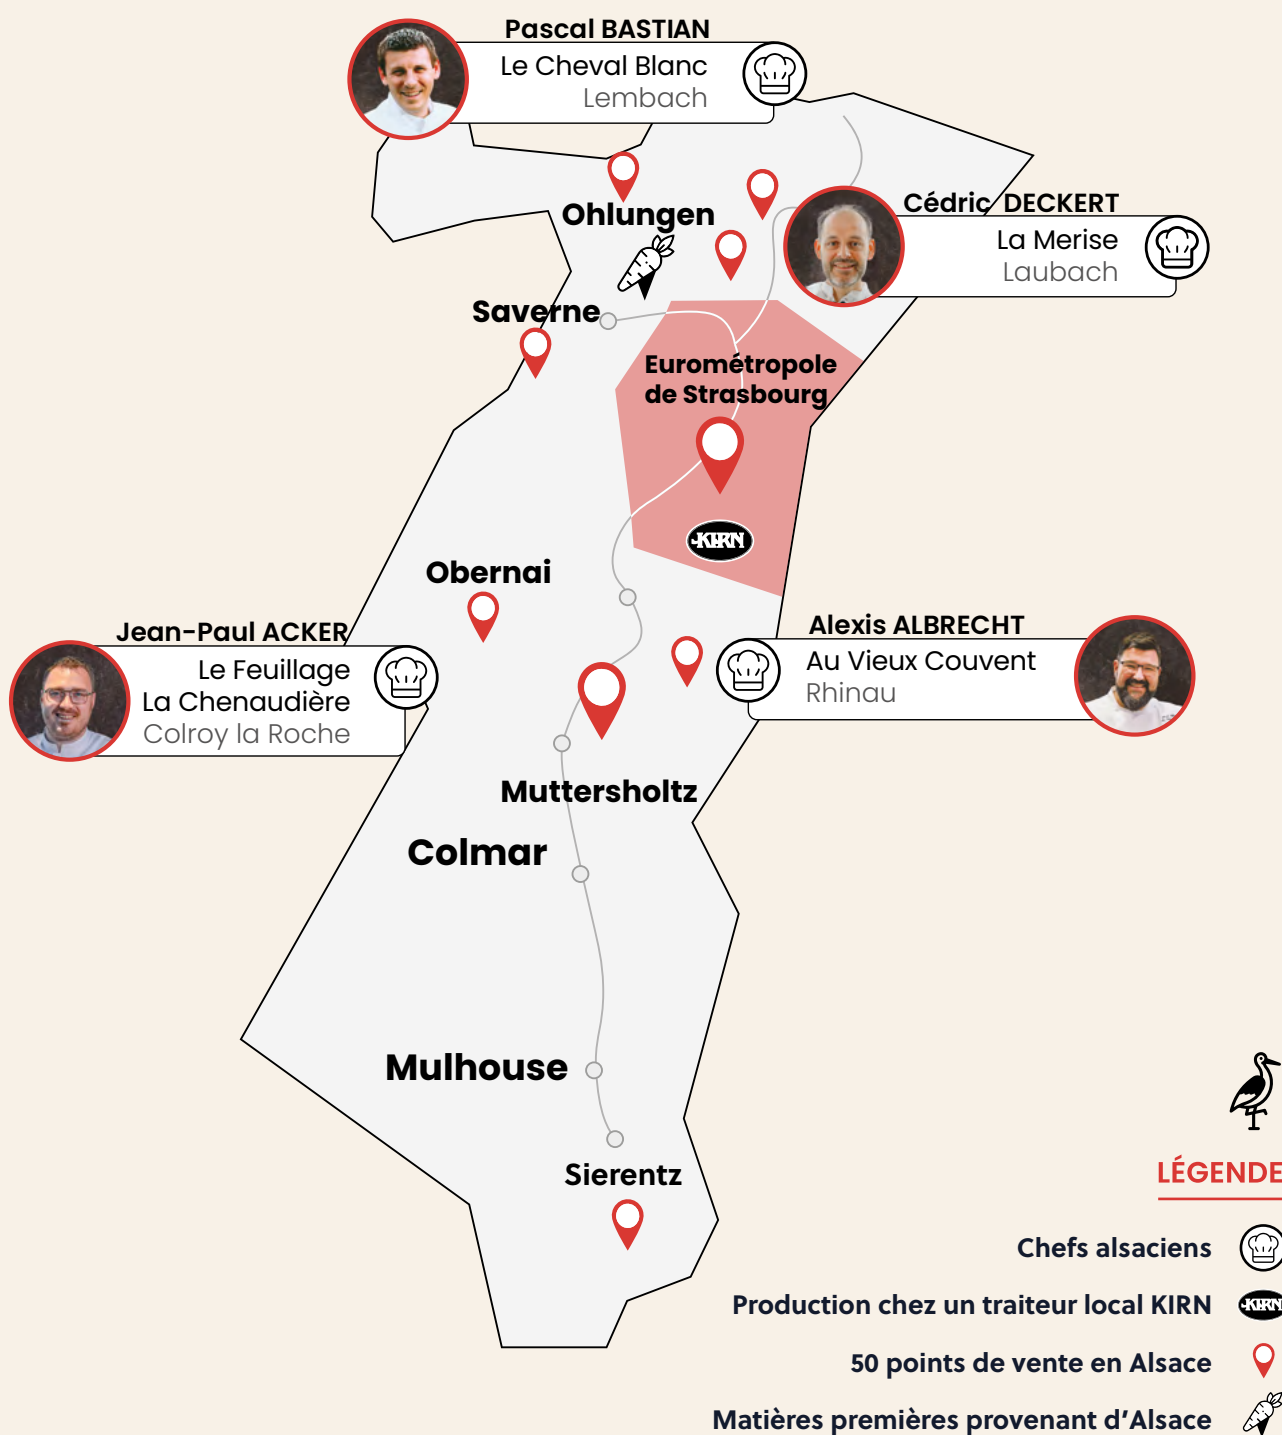 Pascal BASTIAN
Le Cheval Blanc
Lembach
Ohlungen
Cédric DECKERT
La Merise
Laubach
Saverne
Eurométropole
de Strasbourg
KIRN
Obernai
Jean-Paul ACKER
Le Feuillage
La Chenaudière
Colroy la Roche
Alexis ALBRECHT
Au Vieux Couvent
Rhinau
Muttersholtz
Colmar
Mulhouse
Sierentz
LÉGENDE
Chefs alsaciens
Production chez un traiteur local KIRN
KIRN
50 points de vente en Alsace
Matières premières provenant d’Alsace